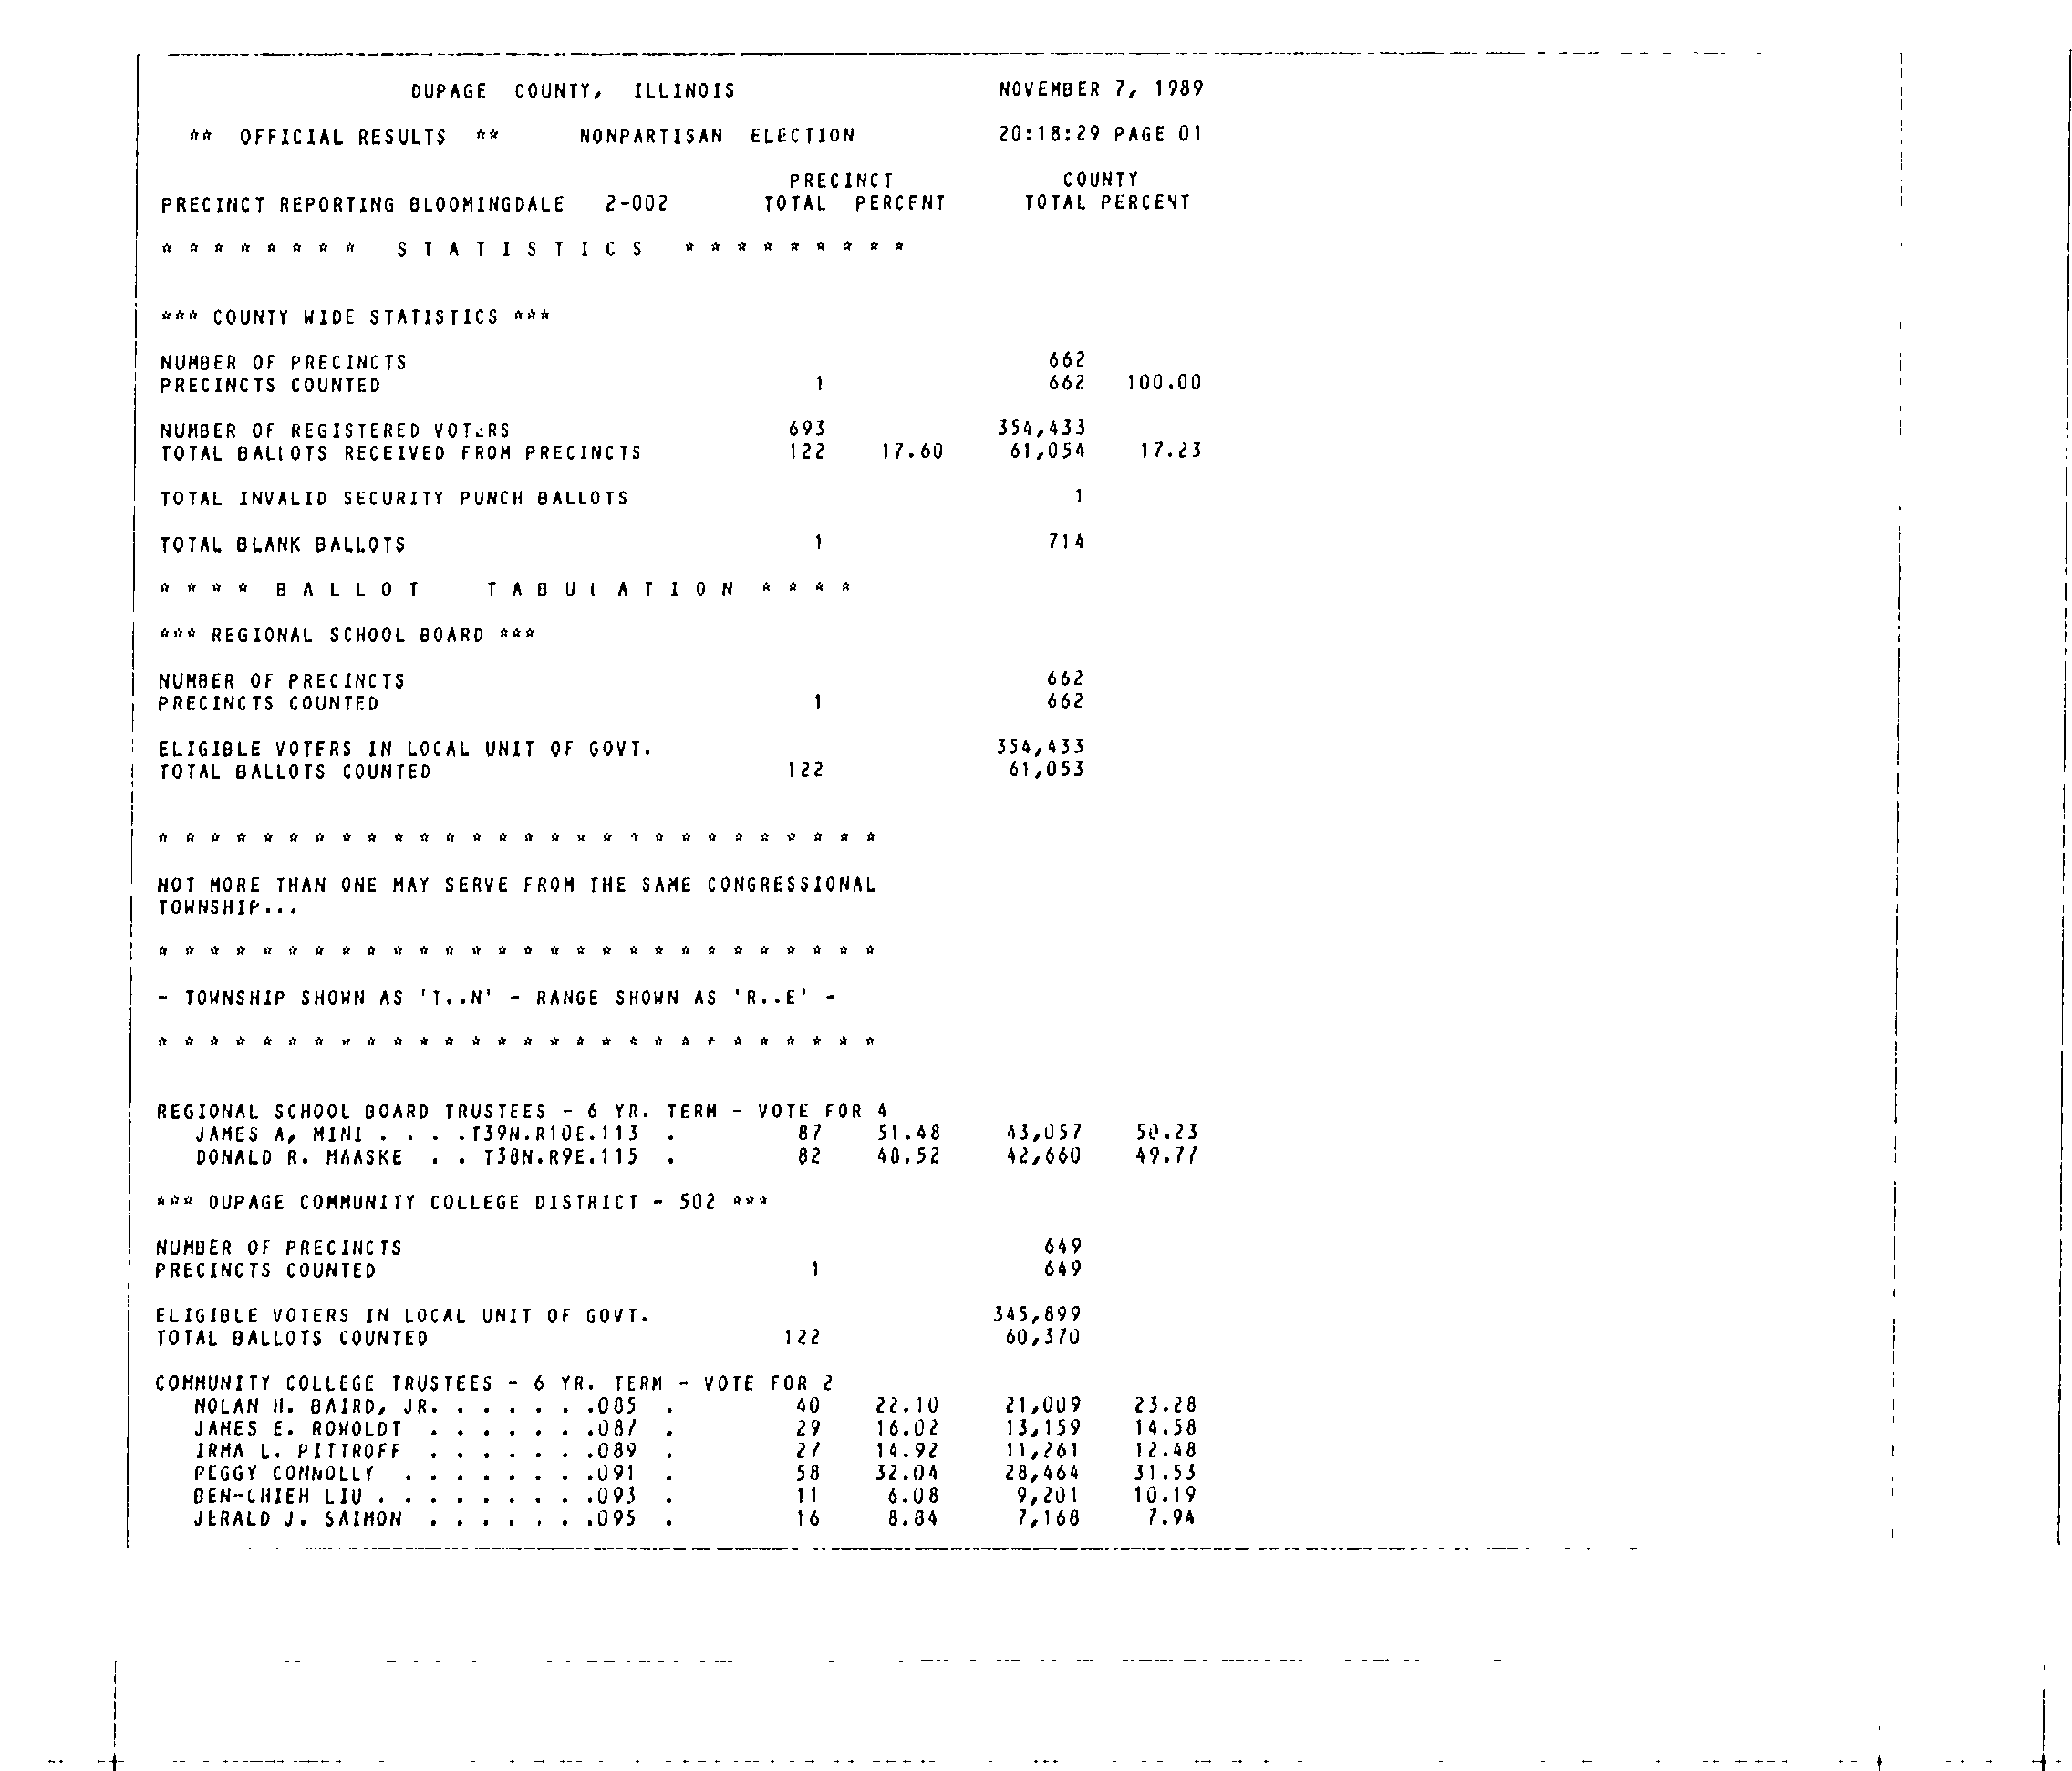 DUPAGE COUNTY, ILLINOIS NOVEMBER 7, 1989
** OFFICIAL RESULTS ** NONPARTISAN ELECTION 20:18:29 PAGE 01
PRECINCT COUNTY
PRECINCT REPORTING BLOOMINGDALE 2-002 TOTAL PERCENT TOTAL PERCENT
* * * * * * * * S T A T I S T I C S * * * * * * * * *
*** COUNTY WIDE STATISTICS ***
NUMBER OF PRECINCTS 662
PRECINCTS COUNTED 1 662 100.00
NUMBER OF REGISTERED VOTERS 693 354,433
TOTAL BALLOTS RECEIVED FROM PRECINCTS 122 17.60 61,054 17.23
TOTAL INVALID SECURITY PUNCH BALLOTS 1
TOTAL BLANK BALLOTS 1 714
* * * * B A L L O T T A B U L A T I O N * * * *
*** REGIONAL SCHOOL BOARD ***
NUMBER OF PRECINCTS 662
PRECINCTS COUNTED 1 662
ELIGIBLE VOTERS IN LOCAL UNIT OF GOVT. 354,433
TOTAL BALLOTS COUNTED 122 61,053
* * * * * * * * * * * * * * * * * * * * * * * * * * * *
NOT MORE THAN ONE MAY SERVE FROM THE SAME CONGRESSIONAL
TOWNSHIP...
* * * * * * * * * * * * * * * * * * * * * * * * * * * *
- TOWNSHIP SHOWN AS 'T..N' - RANGE SHOWN AS 'R..E' -
* * * * * * * * * * * * * * * * * * * * * * * * * * * *
REGIONAL SCHOOL BOARD TRUSTEES - 6 YR. TERM - VOTE FOR 4
JAMES A. MINI . . . .T39N.R10E.113 . 87 51.48 43,057 50.23
DONALD R. MAASKE . . T38N.R9E.115 . 82 48.52 42,660 49.77
*** DUPAGE COMMUNITY COLLEGE DISTRICT - 502 ***
NUMBER OF PRECINCTS 649
PRECINCTS COUNTED 1 649
ELIGIBLE VOTERS IN LOCAL UNIT OF GOVT. 345,899
TOTAL BALLOTS COUNTED 122 60,370
COMMUNITY COLLEGE TRUSTEES - 6 YR. TERM - VOTE FOR 2
NOLAN H. BAIRD, JR. . . . . . .085 . 40 22.10 21,009 23.28
JAMES E. ROWOLDT . . . . . . .087 . 29 16.02 13,159 14.58
IRMA L. PITTROFF . . . . . . .089 . 27 14.92 11,261 12.48
PEGGY CONNOLLY . . . . . . . .091 . 58 32.04 28,464 31.53
BEN-CHIEH LIU . . . . . . . . .093 . 11 6.08 9,201 10.19
JERALD J. SAIMON . . . . . . .095 . 16 8.84 7,168 7.94